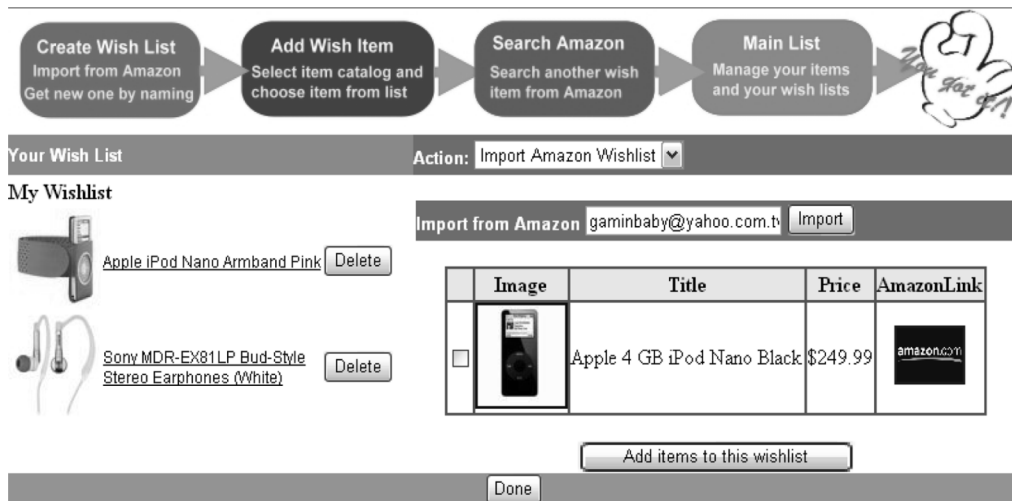 Create Wish List
Import from Amazon
Get new one by naming
Add Wish Item
Select item catalog and
choose item from list
Search Amazon
Search another wish
item from Amazon
Main List
Manage your items
and your wish lists
You
Your Wish List
Action: Import Amazon Wishlist
My Wishlist
Import from Amazon gaminbaby@yahoo.com.t Import
Apple iPod Nano Armband Pink Delete
Image Title Price AmazonLink
Apple 4 GB iPod Nano Black $249.99 amazon.com
Sony MDR-EX81LP Bud-Style
Stereo Earphones (White) Delete
Add items to this wishlist
Done